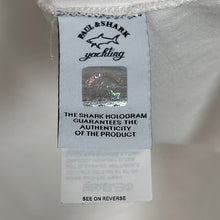 PAUL & SHARK
yachting
THE SHARK HOLOGRAM
GUARANTEES THE
AUTHENTICITY
OF THE PRODUCT
SEE ON REVERSE